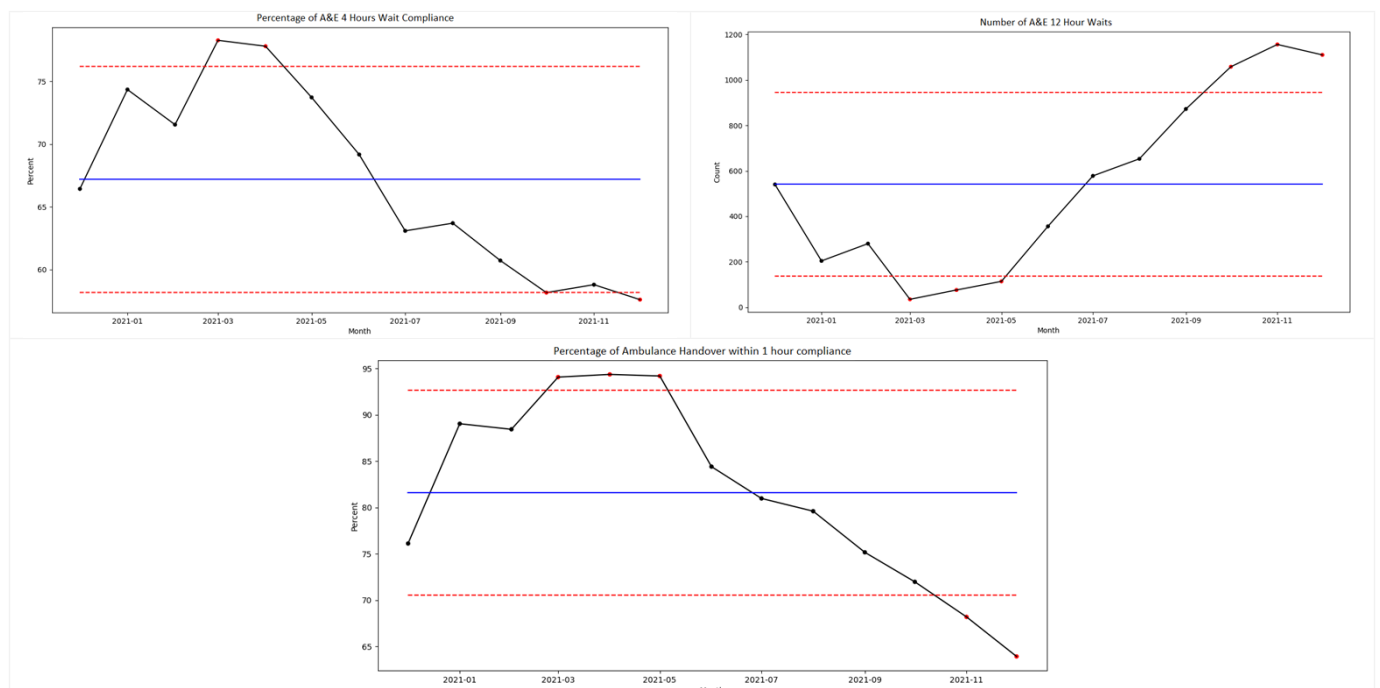 Percentage of A&E 4 Hours Wait Compliance
Percent
75
70
65
60
2021-01 2021-03 2021-05 2021-07 2021-09 2021-11
Month
Number of A&E 12 Hour Waits
Count
1200
1000
800
600
400
200
0
2021-01 2021-03 2021-05 2021-07 2021-09 2021-11
Month
Percentage of Ambulance Handover within 1 hour compliance
Percent
95
90
85
80
75
70
65
2021-01 2021-03 2021-05 2021-07 2021-09 2021-11